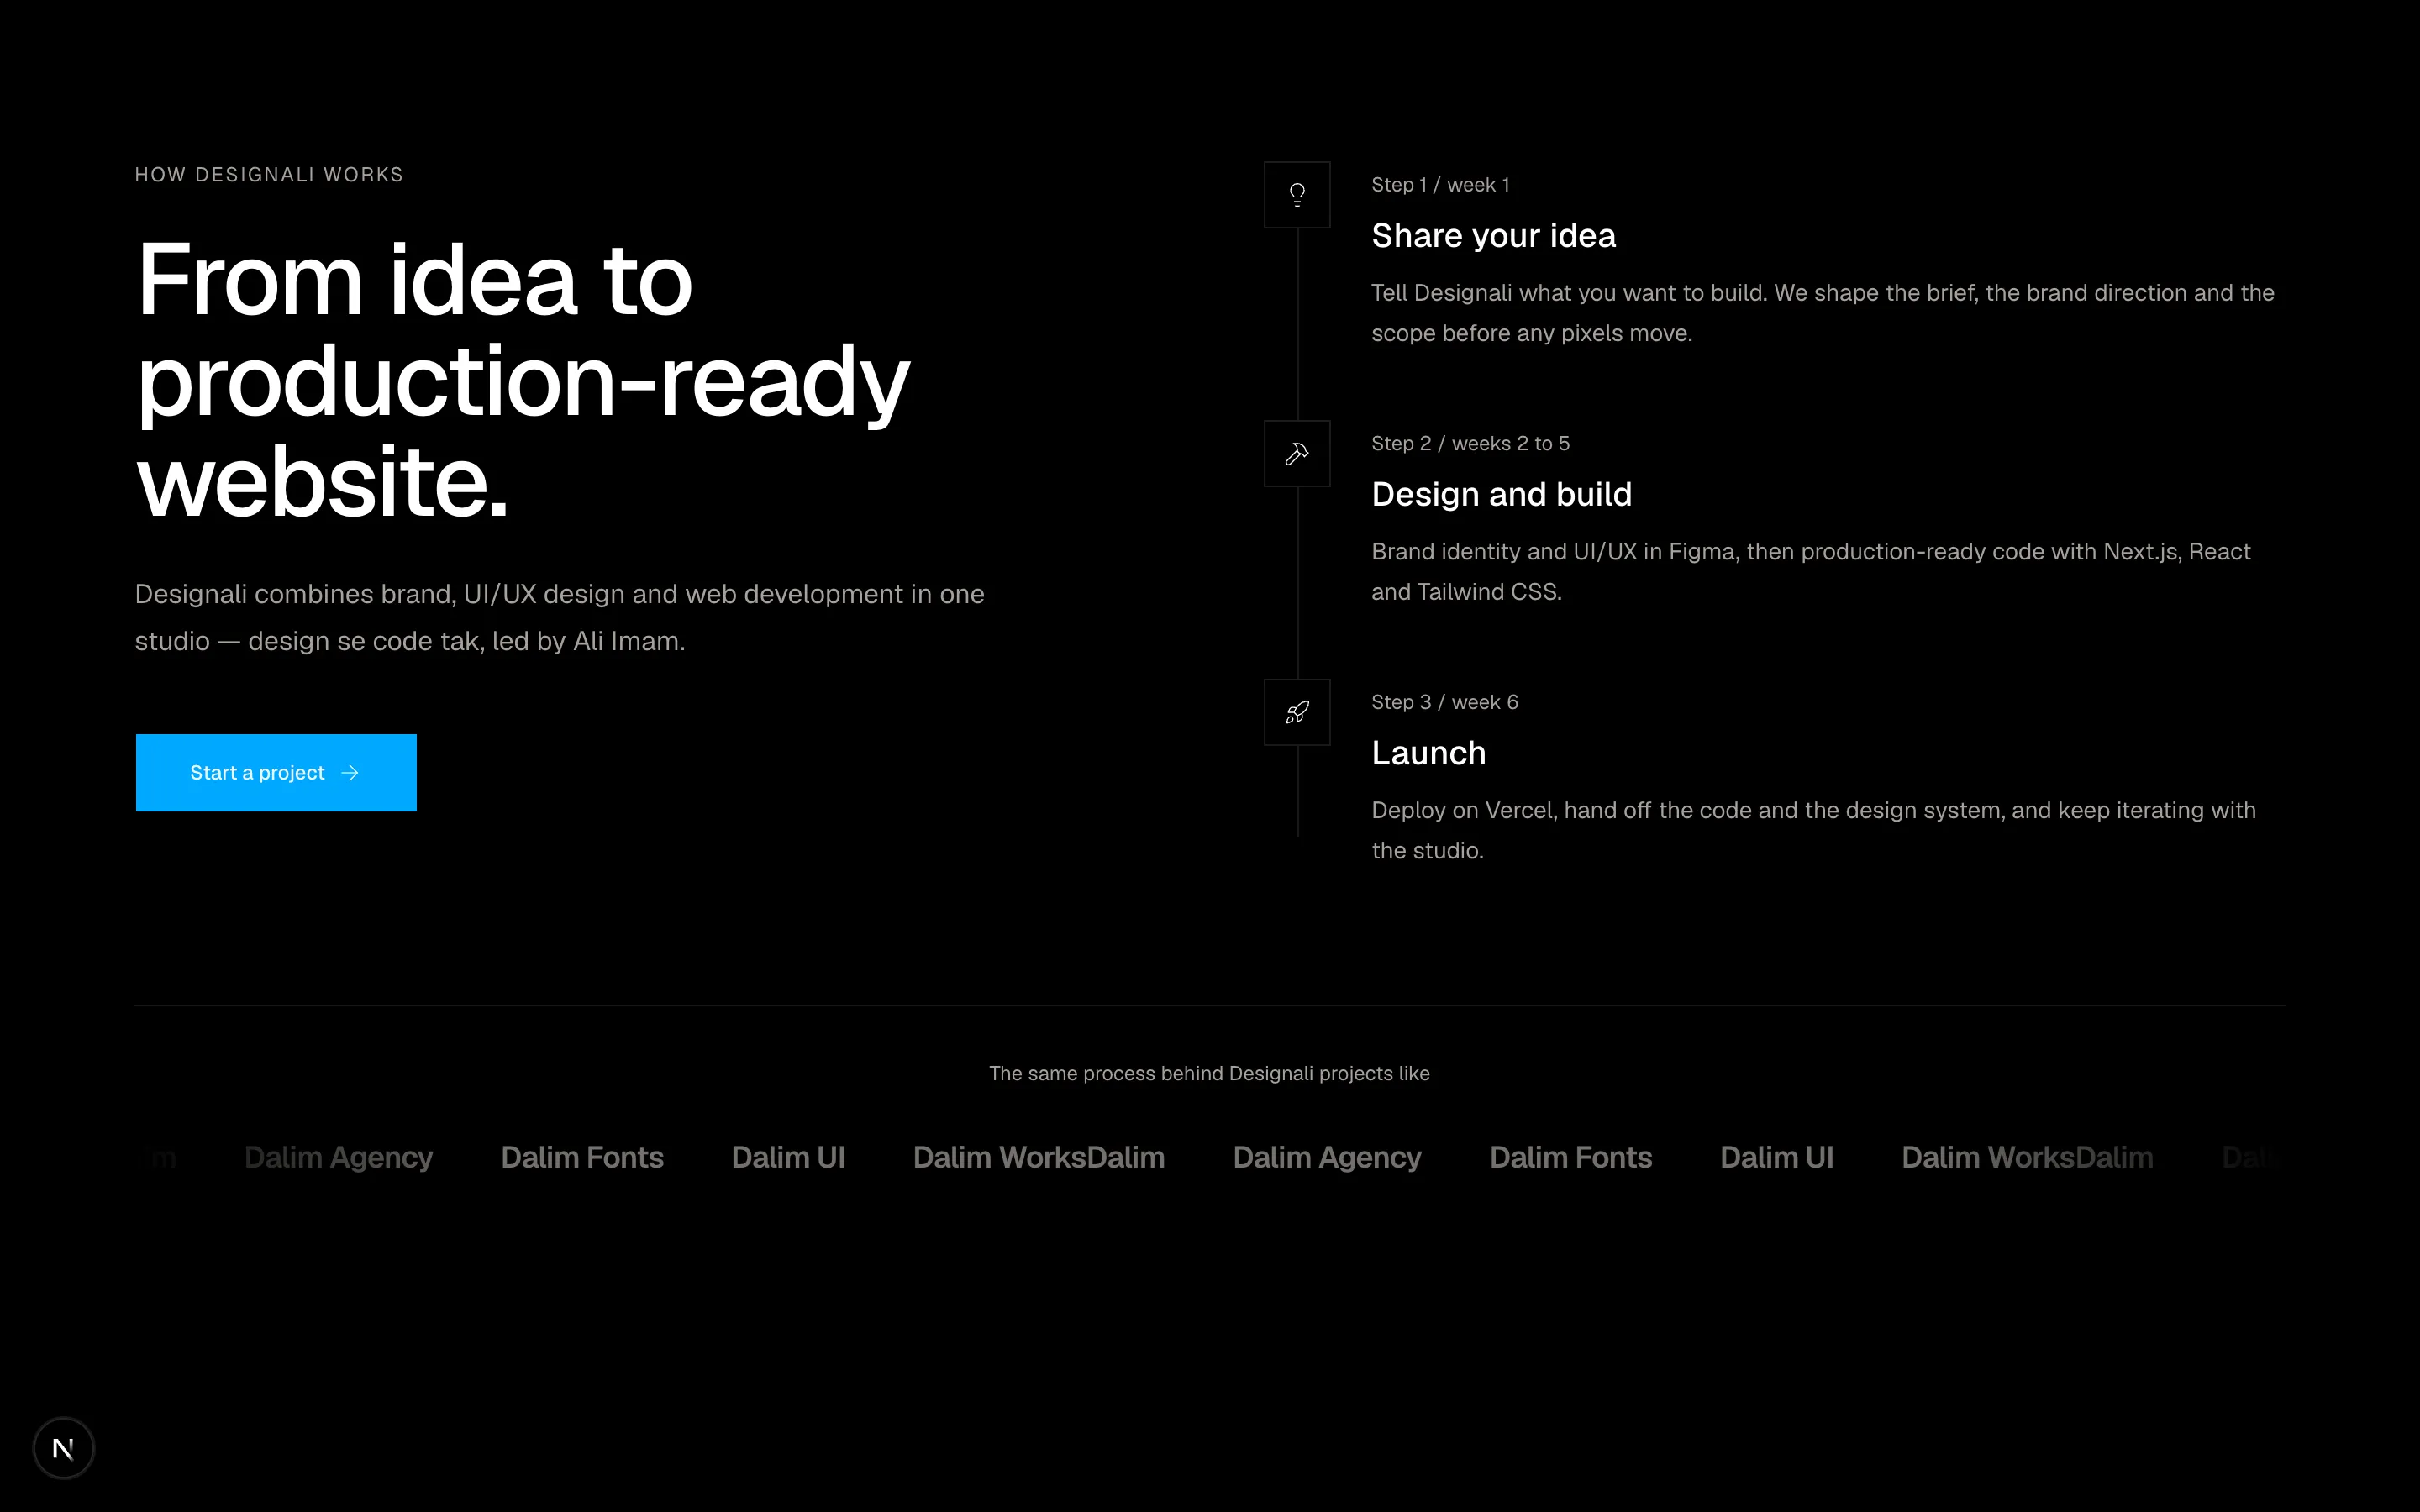 HOW DESIGNALI WORKS
From idea to
production-ready
website.
Designali combines brand, UI/UX design and web development in one
studio — design se code tak, led by Ali Imam.
Start a project
Step 1 / week 1
Share your idea
Tell Designali what you want to build. We shape the brief, the brand direction and the
scope before any pixels move.
Step 2 / weeks 2 to 5
Design and build
Brand identity and UI/UX in Figma, then production-ready code with Next.js, React
and Tailwind CSS.
Step 3 / week 6
Launch
Deploy on Vercel, hand off the code and the design system, and keep iterating with
the studio.
The same process behind Designali projects like
m Dalim Agency Dalim Fonts Dalim UI Dalim WorksDalim Dalim Agency Dalim Fonts Dalim UI Dalim WorksDalim Dal
N